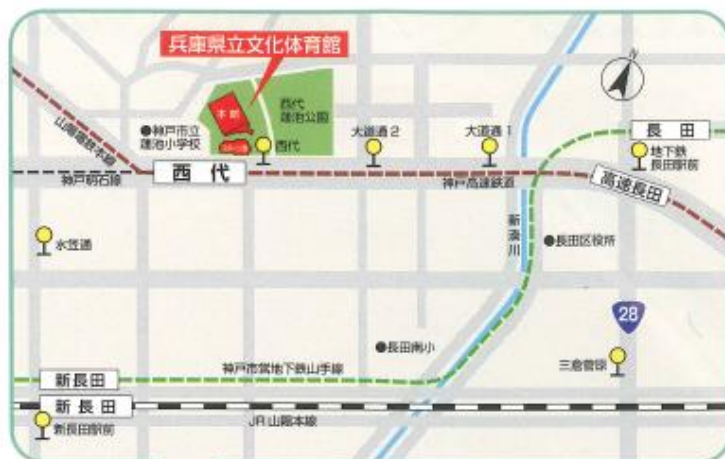 兵庫県立文化体育館
N
本館
西代
蓮池公園
●神戸市立
蓮池小学校
西代
大道通2
大道通1
長田
地下鉄
長田駅前
山陽電鉄本線
神戸明石線
西代
神戸高速鉄道
高速長田
水笠通
新湊川
●長田区役所
28
●長田南小
三倉管球
新長田
神戸市営地下鉄山手線
新長田
新長田駅前
JR山陽本線